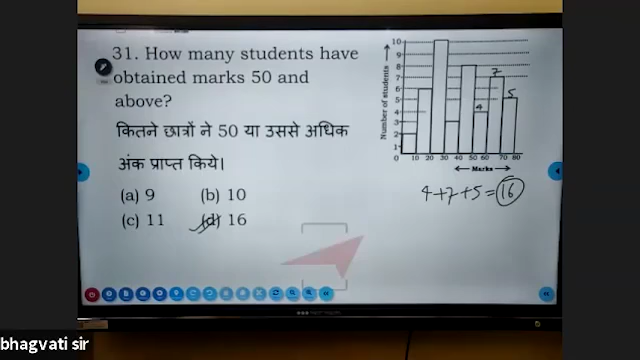 31. How many students have
obtained marks 50 and
above?
कितने छात्रों ने 50 या उससे अधिक
अंक प्राप्त किये।
(a) 9 (b) 10
(c) 11 (d) 16
Number of students
10
9
8
7
6
5
4
3
2
1
4
7
5
0 10 20 30 40 50 60 70 80
Marks
4+7+5=16
bhagvati sir